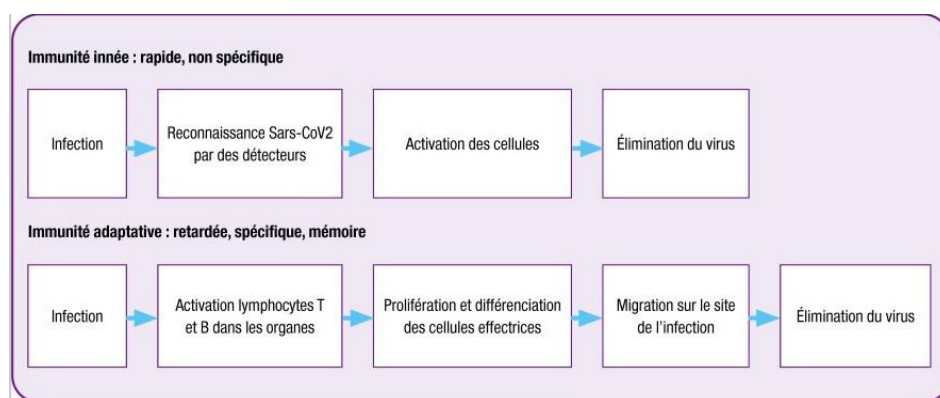 Immunité innée : rapide, non spécifique
Infection
Reconnaissance Sars-CoV2
par des détecteurs
Activation des cellules
Élimination du virus
Immunité adaptative : retardée, spécifique, mémoire
Infection
Activation lymphocytes T
et B dans les organes
Prolifération et différenciation
des cellules effectrices
Migration sur le site
de l'infection
Élimination du virus